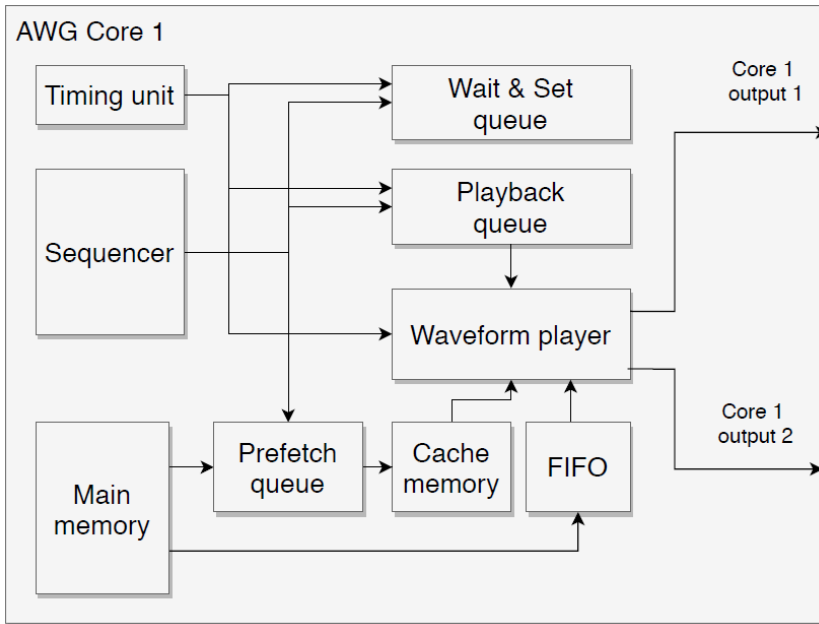 AWG Core 1
Timing unit
Wait & Set
queue
Core 1
output 1
Sequencer
Playback
queue
Waveform player
Core 1
output 2
Main
memory
Prefetch
queue
Cache
memory
FIFO